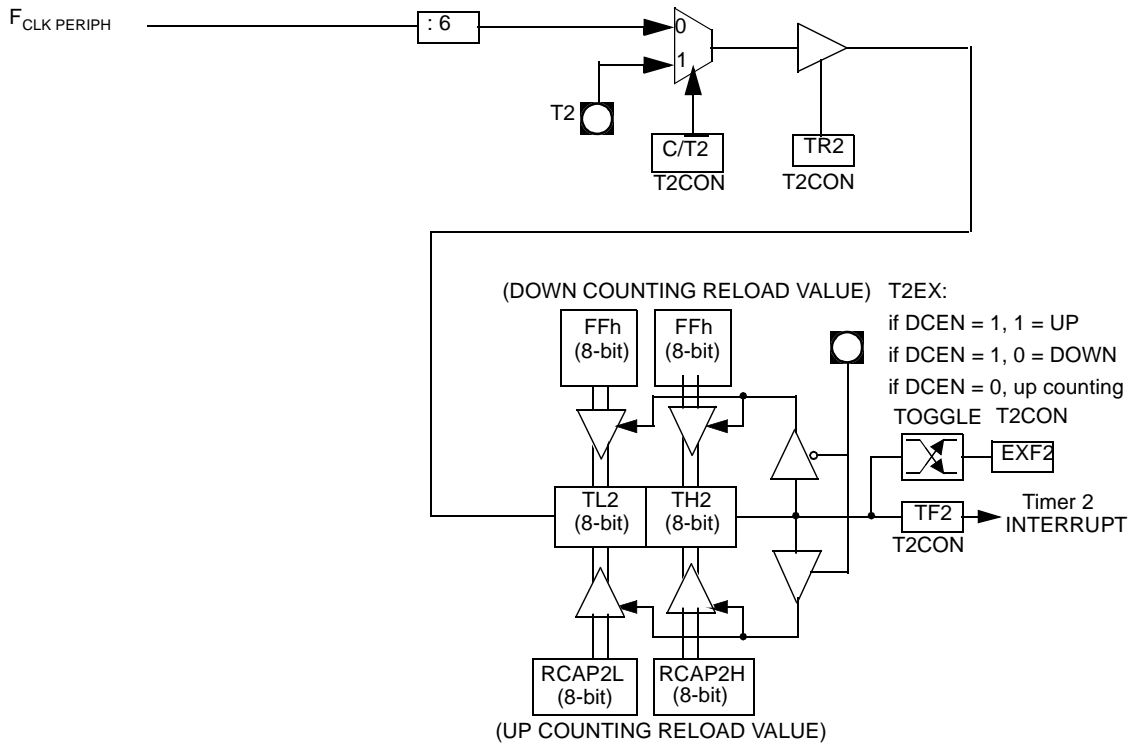 FCLK PERIPH
: 6
0
1
T2
C/T2
T2CON
TR2
T2CON
(DOWN COUNTING RELOAD VALUE)
T2EX:
if DCEN = 1, 1 = UP
if DCEN = 1, 0 = DOWN
if DCEN = 0, up counting
FFh
(8-bit)
FFh
(8-bit)
TOGGLE
T2CON
EXF2
TL2
(8-bit)
TH2
(8-bit)
TF2
T2CON
Timer 2
INTERRUPT
RCAP2L
(8-bit)
RCAP2H
(8-bit)
(UP COUNTING RELOAD VALUE)